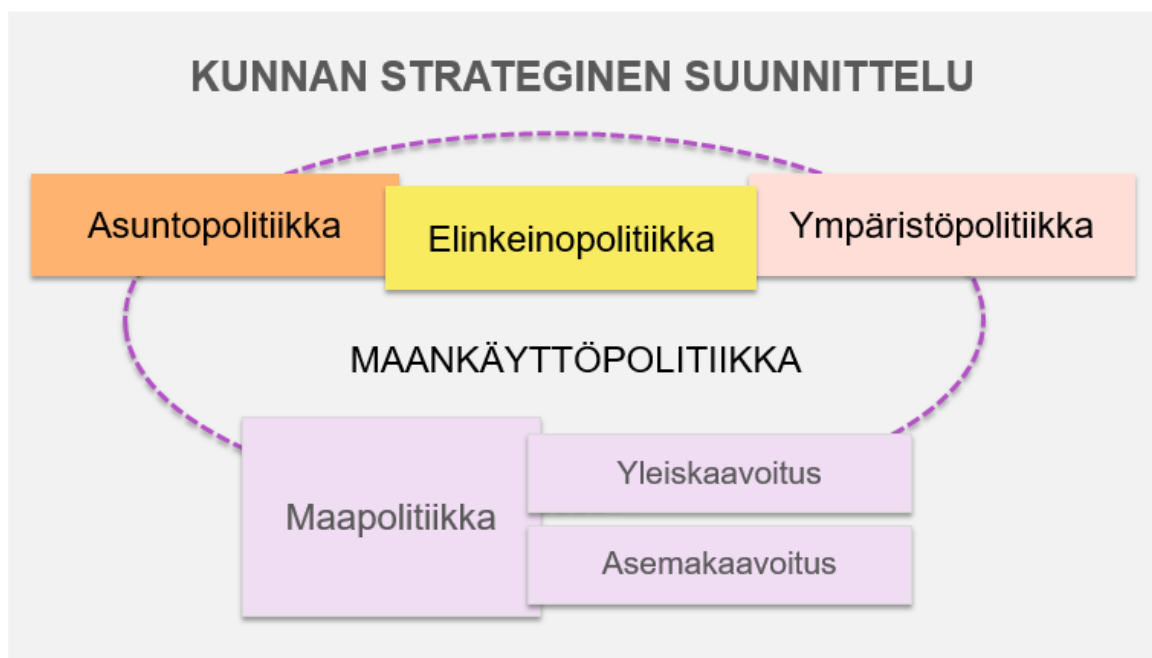 KUNNAN STRATEGINEN SUUNNITTELU
Asuntopolitiikka
Elinkeinopolitiikka
Ympäristöpolitiikka
MAANKÄYTTÖPOLITIIKKA
Maapolitiikka
Yleiskaavoitus
Asemakaavoitus